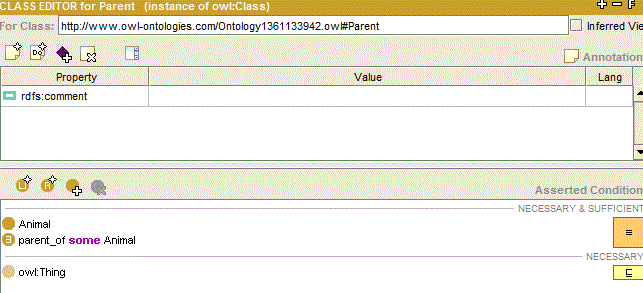 CLASS EDITOR for Parent (instance of owl:Class)
For Class: http://www.owl-ontologies.com/Ontology1361133942.owl#Parent Inferred Vie
Annotation
Property Value Lang
rdfs:comment
Asserted Condition
NECESSARY & SUFFICIENT
Animal
≡
∃ parent_of some Animal
NECESSARY
owl:Thing ⊑